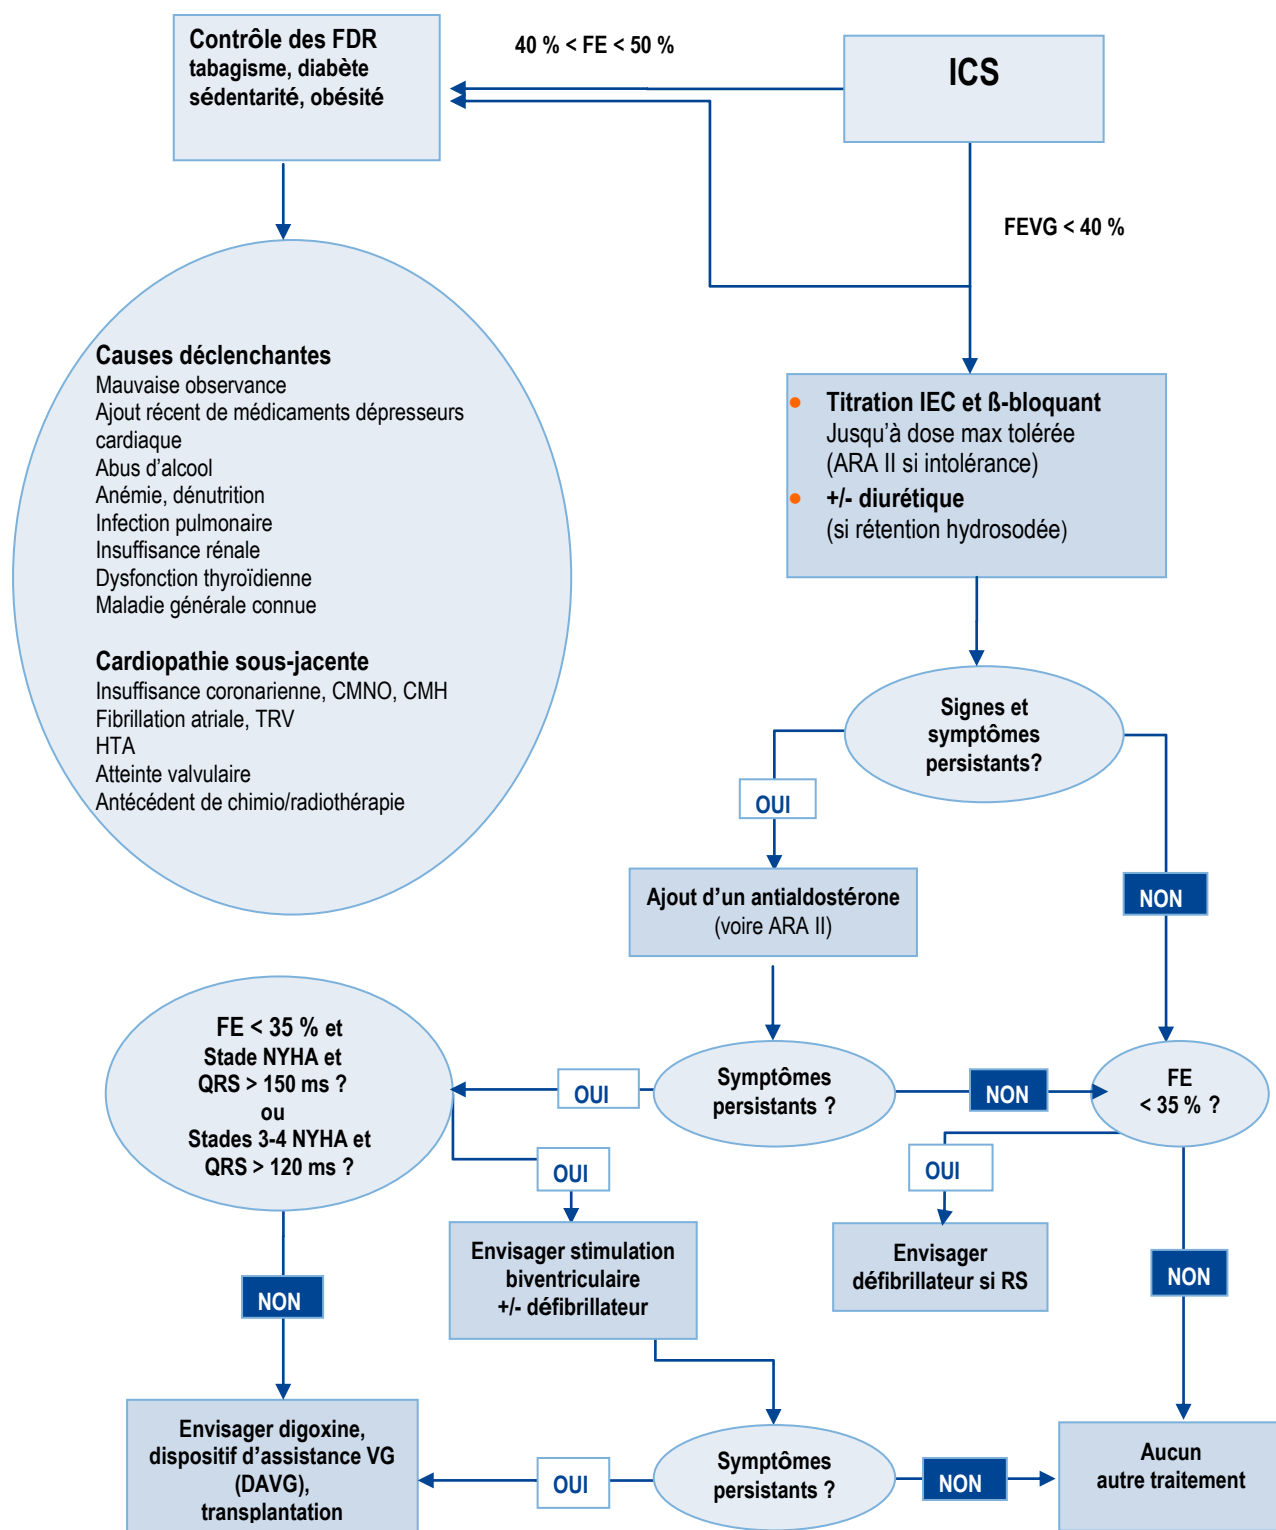 Contrôle des FDR
tabagisme, diabète
sédentarité, obésité
40 % < FE < 50 %
ICS
FEVG < 40 %
Causes déclenchantes
Mauvaise observance
Ajout récent de médicaments dépresseurs
cardiaque
Abus d'alcool
Anémie, dénutrition
Infection pulmonaire
Insuffisance rénale
Dysfonction thyroïdienne
Maladie générale connue
Cardiopathie sous-jacente
Insuffisance coronarienne, CMNO, CMH
Fibrillation atriale, TRV
HTA
Atteinte valvulaire
Antécédent de chimio/radiothérapie
• Titration IEC et ß-bloquant
Jusqu'à dose max tolérée
(ARA II si intolérance)
• +/- diurétique
(si rétention hydrosodée)
Signes et
symptômes
persistants?
OUI
NON
Ajout d'un antialdostérone
(voire ARA II)
FE < 35 % et
Stade NYHA et
QRS > 150 ms ?
ou
Stades 3-4 NYHA et
QRS > 120 ms ?
OUI
Symptômes
persistants ?
NON
FE
< 35 % ?
OUI
OUI
NON
Envisager stimulation
biventriculaire
+/- défibrillateur
Envisager
défibrillateur si RS
NON
Envisager digoxine,
dispositif d'assistance VG
(DAVG),
transplantation
OUI
Symptômes
persistants ?
NON
Aucun
autre traitement